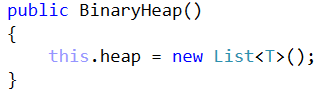 public BinaryHeap()
{
    this.heap = new List<T>();
}